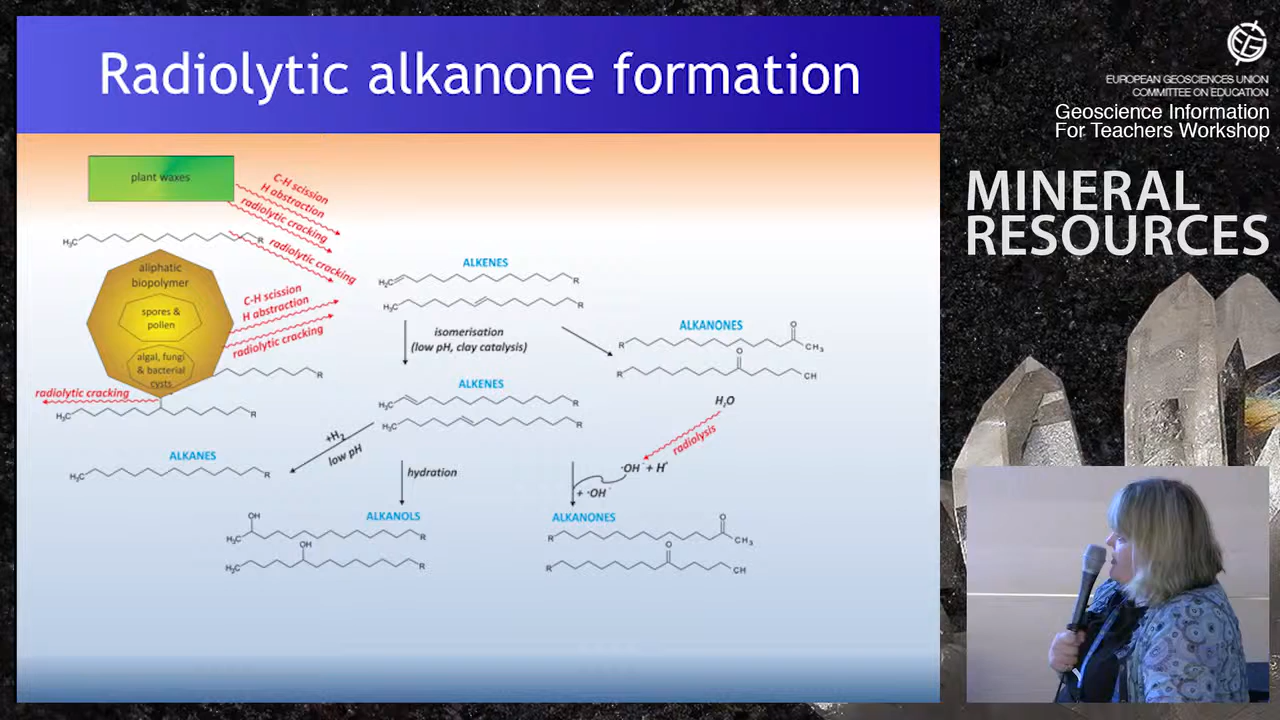 Radiolytic alkanone formation
plant waxes
C-H scission
H abstraction
radiolytic cracking
H₃C
R
radiolytic cracking
aliphatic
biopolymer
spores &
pollen
algal, fungi
& bacterial
cysts
C-H scission
H abstraction
radiolytic cracking
R
radiolytic cracking
H₃C
R
ALKENES
H₂C
R
H₃C
R
isomerisation
(low pH, clay catalysis)
ALKANONES
O
R
CH₃
O
R
CH
ALKENES
H₃C
R
H₃C
R
+H₂
low pH
ALKANES
H₃C
R
hydration
H₂O
radiolysis
·OH⁻ + H⁺
+ ·OH⁻
ALKANOLS
OH
H₃C
R
OH
H₃C
R
ALKANONES
O
R
CH₃
O
R
CH
EUROPEAN GEOSCIENCES UNION
COMMITTEE ON EDUCATION
Geoscience Information
For Teachers Workshop
MINERAL
RESOURCES